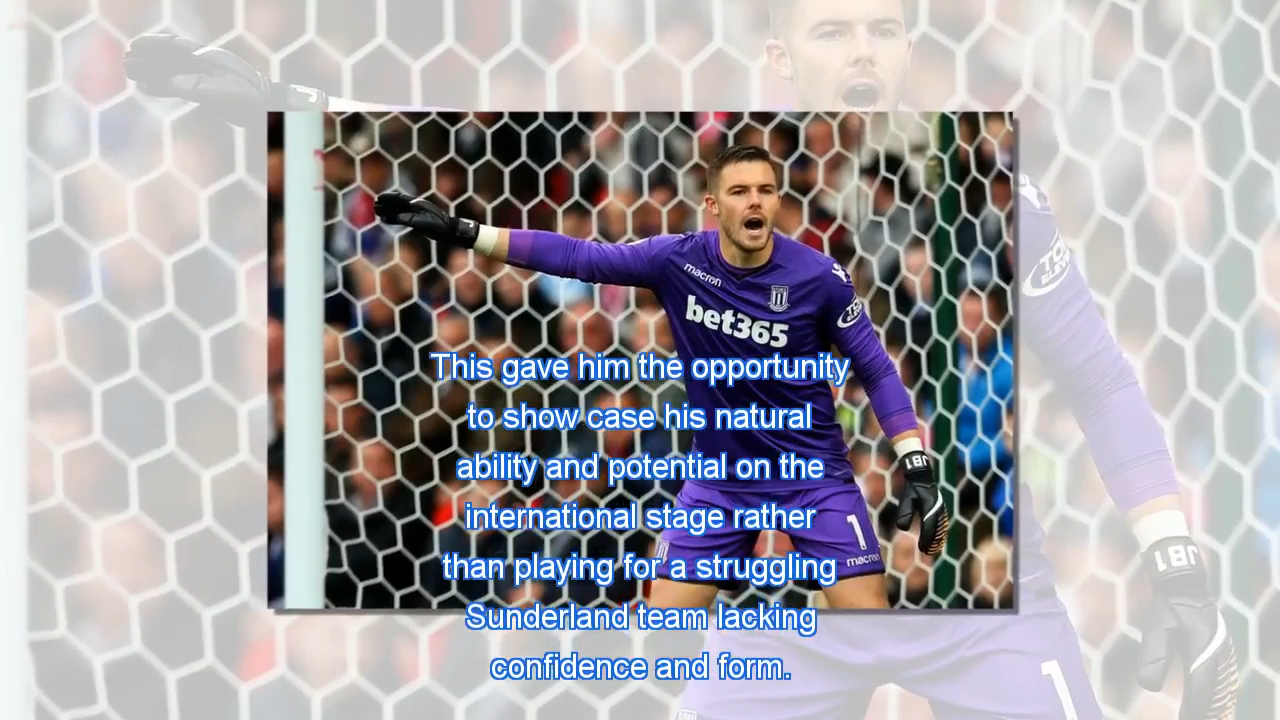 macron
bet365
This gave him the opportunity
to show case his natural
ability and potential on the
international stage rather
than playing for a struggling
Sunderland team lacking
confidence and form.
JB1
1
macron
JB1
1